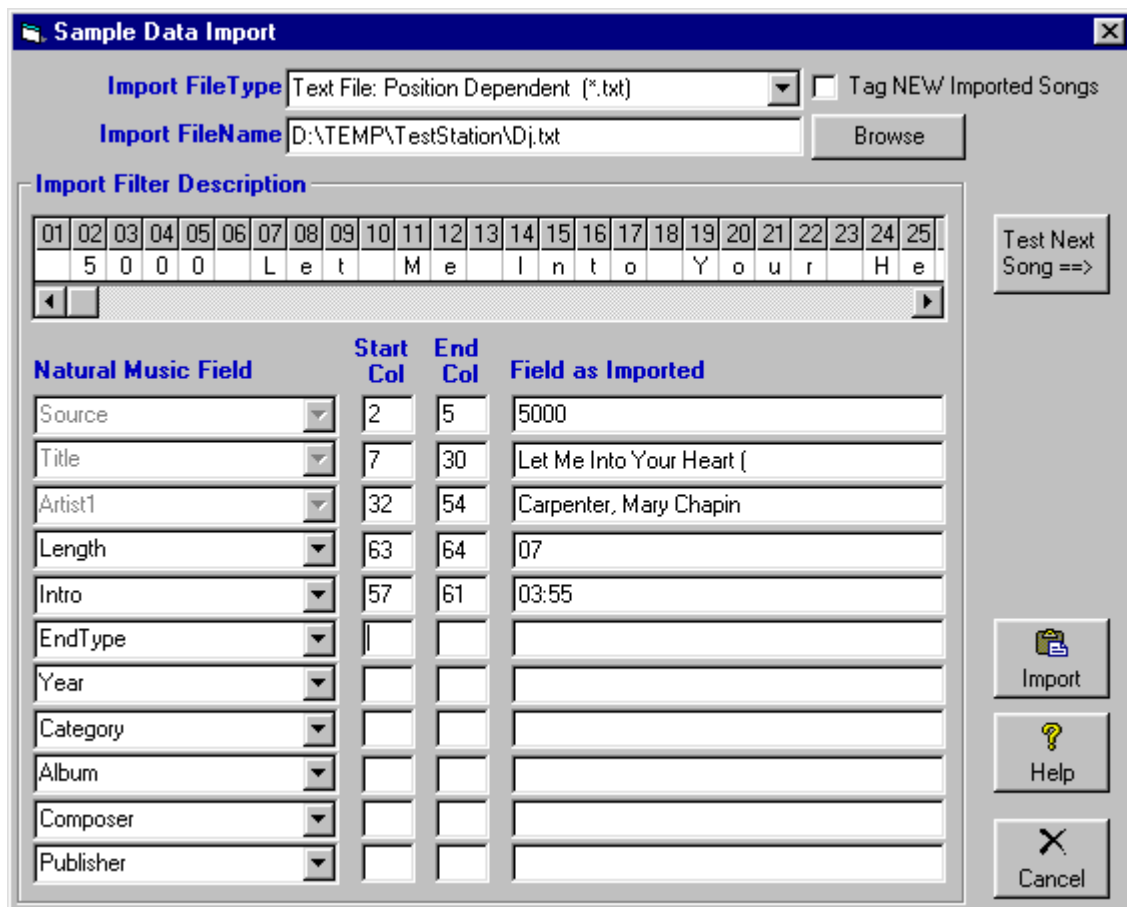 Sample Data Import
Import FileType Text File: Position Dependent (*.txt) Tag NEW Imported Songs
Import FileName D:\TEMP\TestStation\Dj.txt Browse
Import Filter Description
01 02 03 04 05 06 07 08 09 10 11 12 13 14 15 16 17 18 19 20 21 22 23 24 25
5 0 0 0 L e t M e I n t o Y o u r H e
Test Next
Song ==>
Natural Music Field Start Col End Col Field as Imported
Source 2 5 5000
Title 7 30 Let Me Into Your Heart (
Artist1 32 54 Carpenter, Mary Chapin
Length 63 64 07
Intro 57 61 03:55
EndType
Year
Category
Album
Composer
Publisher
Import
Help
Cancel